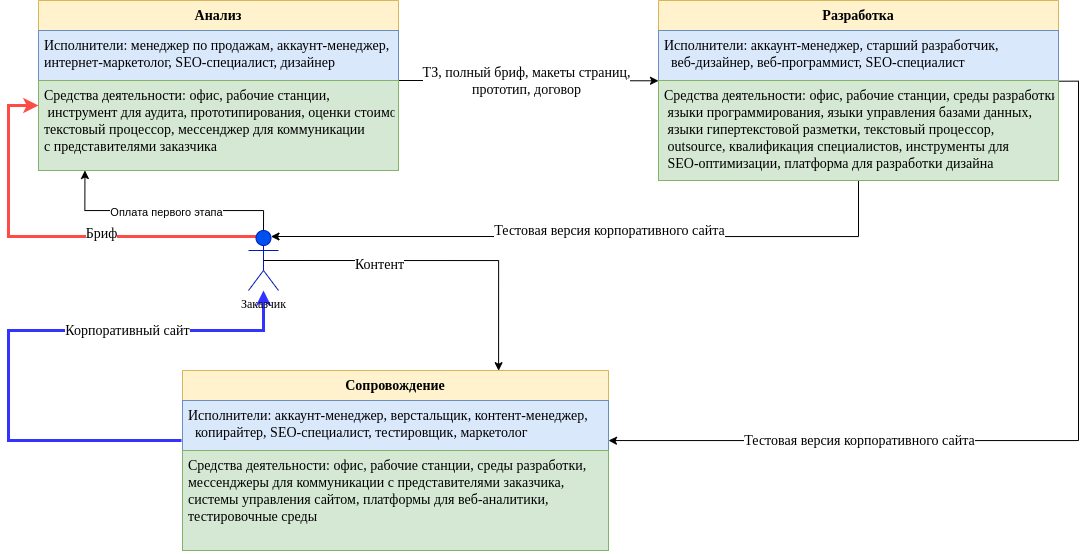 Анализ
Исполнители: менеджер по продажам, аккаунт-менеджер,
интернет-маркетолог, SEO-специалист, дизайнер
Средства деятельности: офис, рабочие станции,
инструмент для аудита, прототипирования, оценки стоимо
текстовый процессор, мессенджер для коммуникации
с представителями заказчика
ТЗ, полный бриф, макеты страниц,
прототип, договор
Разработка
Исполнители: аккаунт-менеджер, старший разработчик,
веб-дизайнер, веб-программист, SEO-специалист
Средства деятельности: офис, рабочие станции, среды разработки
языки программирования, языки управления базами данных,
языки гипертекстовой разметки, текстовый процессор,
outsource, квалификация специалистов, инструменты для
SEO-оптимизации, платформа для разработки дизайна
Оплата первого этапа
Бриф
Тестовая версия корпоративного сайта
Контент
Заказчик
Корпоративный сайт
Сопровождение
Исполнители: аккаунт-менеджер, верстальщик, контент-менеджер,
копирайтер, SEO-специалист, тестировщик, маркетолог
Средства деятельности: офис, рабочие станции, среды разработки,
мессенджеры для коммуникации с представителями заказчика,
системы управления сайтом, платформы для веб-аналитики,
тестировочные среды
Тестовая версия корпоративного сайта